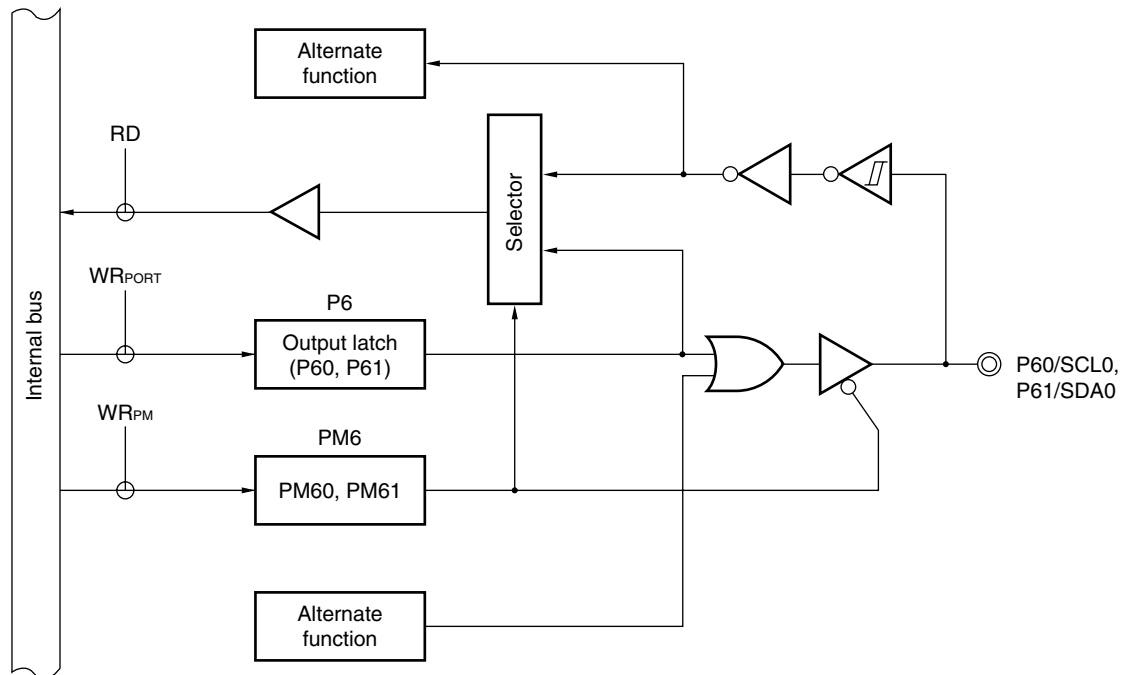 Alternate
function
RD
Selector
WRPORT
P6
Output latch
(P60, P61)
P60/SCL0,
P61/SDA0
Internal bus
WRPM
PM6
PM60, PM61
Alternate
function